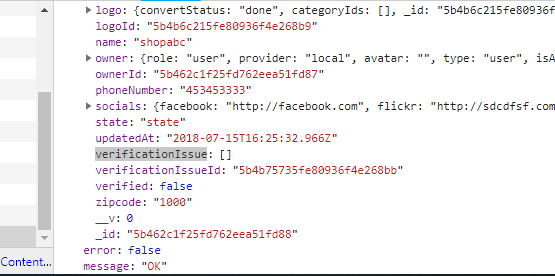 logo: {convertStatus: "done", categoryIds: [], _id: "5b4b6c215fe80936f
logoId: "5b4b6c215fe80936f4e268b9"
name: "shopabc"
owner: {role: "user", provider: "local", avatar: "", type: "user", isA
ownerId: "5b462c1f25fd762eea51fd87"
phoneNumber: "453453333"
socials: {facebook: "http://facebook.com", flickr: "http://sdcdfsf.com
state: "state"
updatedAt: "2018-07-15T16:25:32.966Z"
verificationIssue: []
verificationIssueId: "5b4b75735fe80936f4e268bb"
verified: false
zipcode: "1000"
__v: 0
_id: "5b462c1f25fd762eea51fd88"
Content...
error: false
message: "OK"